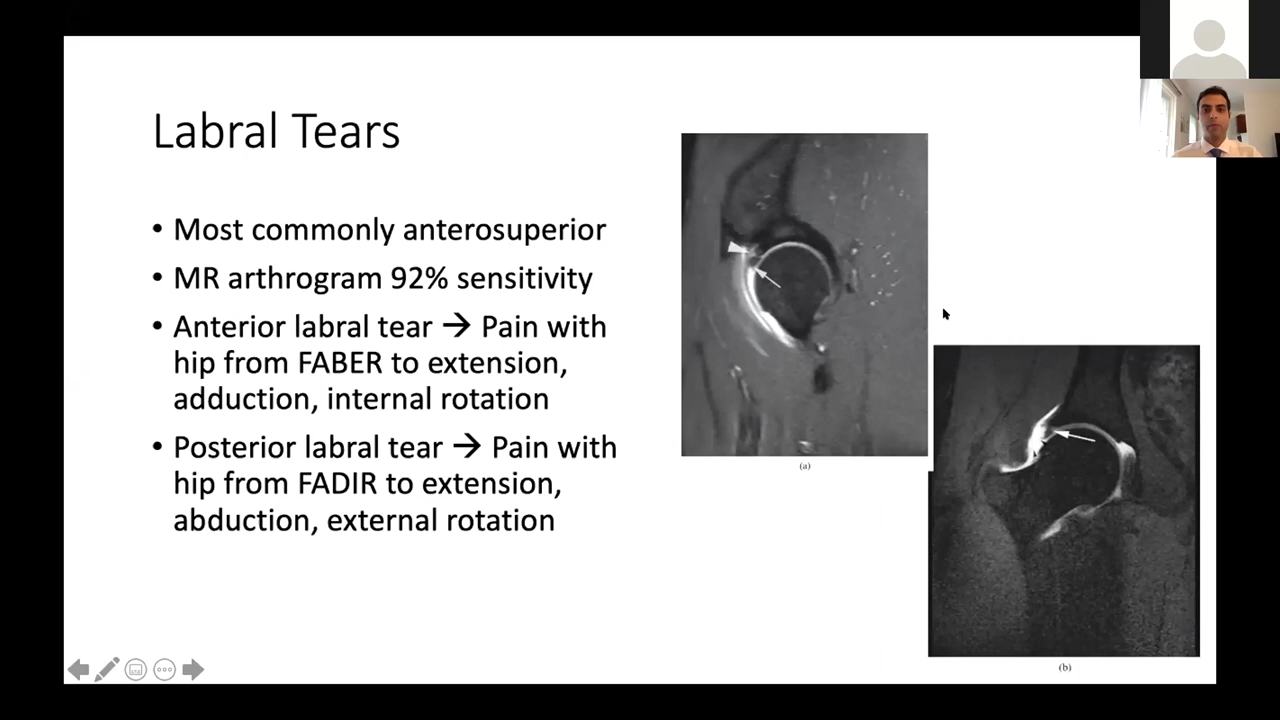 Labral Tears
• Most commonly anterosuperior
• MR arthrogram 92% sensitivity
• Anterior labral tear → Pain with
hip from FABER to extension,
adduction, internal rotation
• Posterior labral tear → Pain with
hip from FADIR to extension,
abduction, external rotation
(a)
(b)